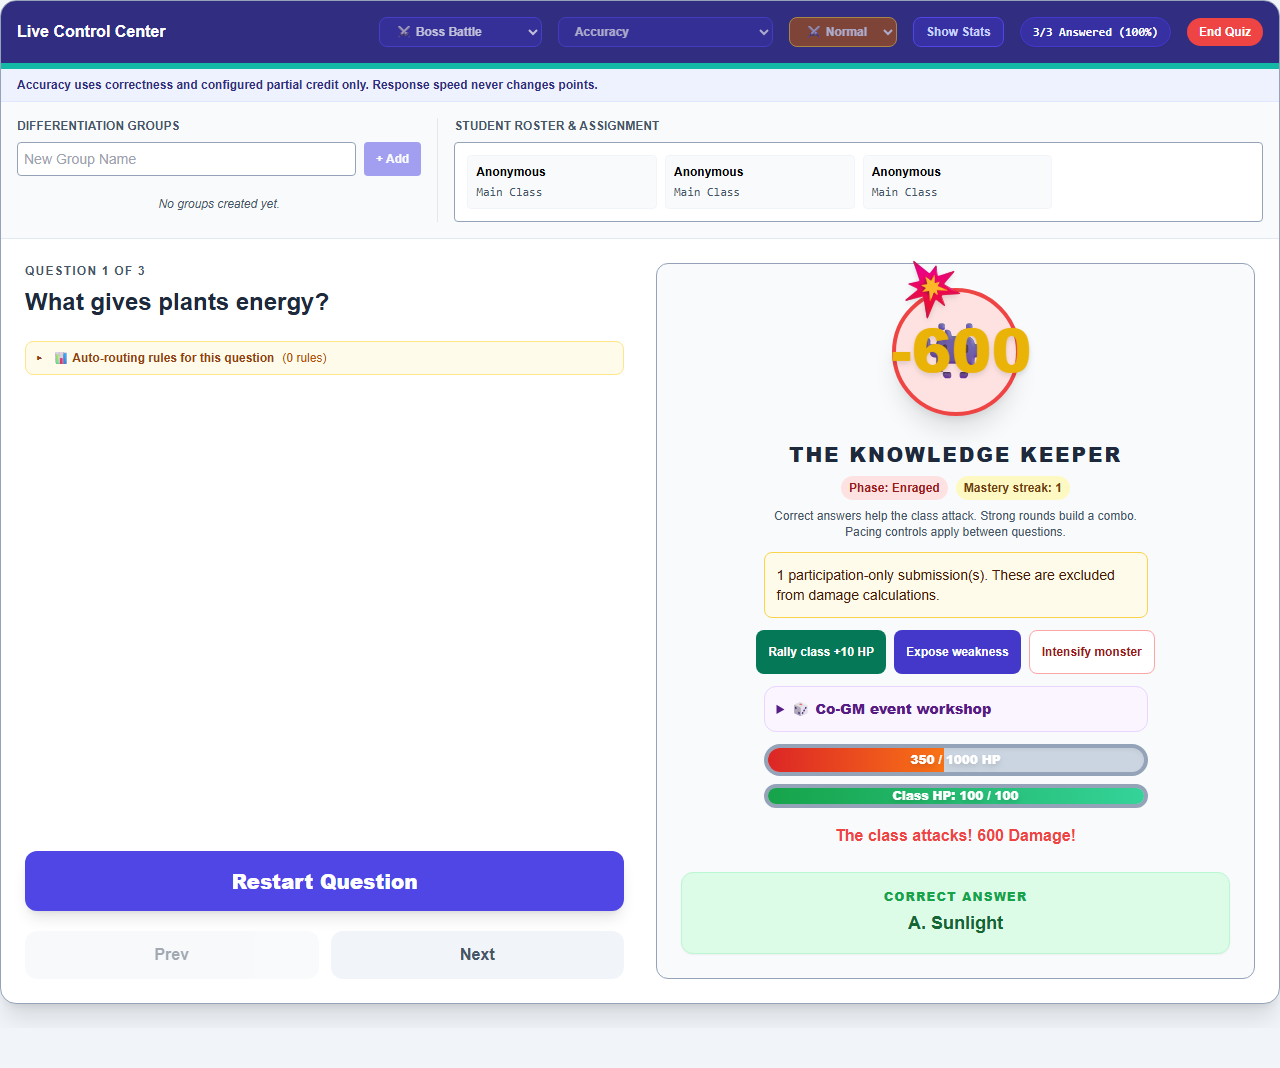 Live Control Center
Boss Battle
Accuracy
Normal
Show Stats
3/3 Answered (100%)
End Quiz
Accuracy uses correctness and configured partial credit only. Response speed never changes points.
DIFFERENTIATION GROUPS
New Group Name
+ Add
No groups created yet.
STUDENT ROSTER & ASSIGNMENT
Anonymous
Main Class
Anonymous
Main Class
Anonymous
Main Class
QUESTION 1 OF 3
What gives plants energy?
Auto-routing rules for this question (0 rules)
Restart Question
Prev
Next
-600
THE KNOWLEDGE KEEPER
Phase: Enraged
Mastery streak: 1
Correct answers help the class attack. Strong rounds build a combo.
Pacing controls apply between questions.
1 participation-only submission(s). These are excluded
from damage calculations.
Rally class +10 HP
Expose weakness
Intensify monster
Co-GM event workshop
350 / 1000 HP
Class HP: 100 / 100
The class attacks! 600 Damage!
CORRECT ANSWER
A. Sunlight